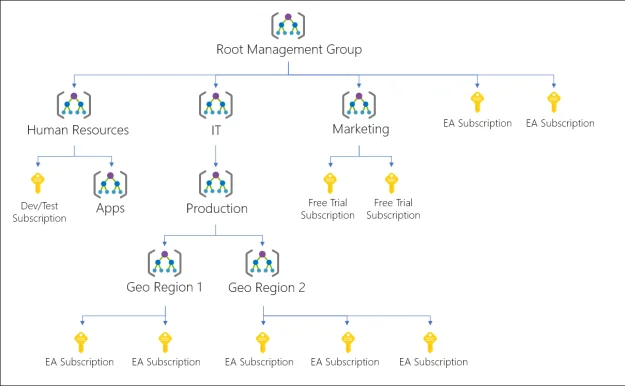 Root Management Group
Human Resources
IT
Marketing
EA Subscription
EA Subscription
Dev/Test
Subscription
Apps
Production
Free Trial
Subscription
Free Trial
Subscription
Geo Region 1
Geo Region 2
EA Subscription
EA Subscription
EA Subscription
EA Subscription
EA Subscription